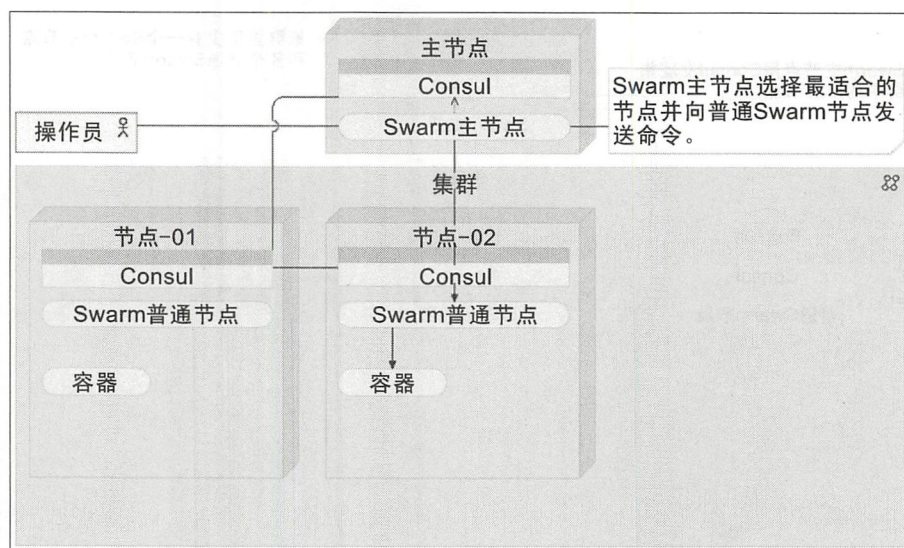 主节点
Consul
Swarm主节点
操作员
Swarm主节点选择最适合的
节点并向普通Swarm节点发
送命令。
集群
节点-01
Consul
Swarm普通节点
容器
节点-02
Consul
Swarm普通节点
容器